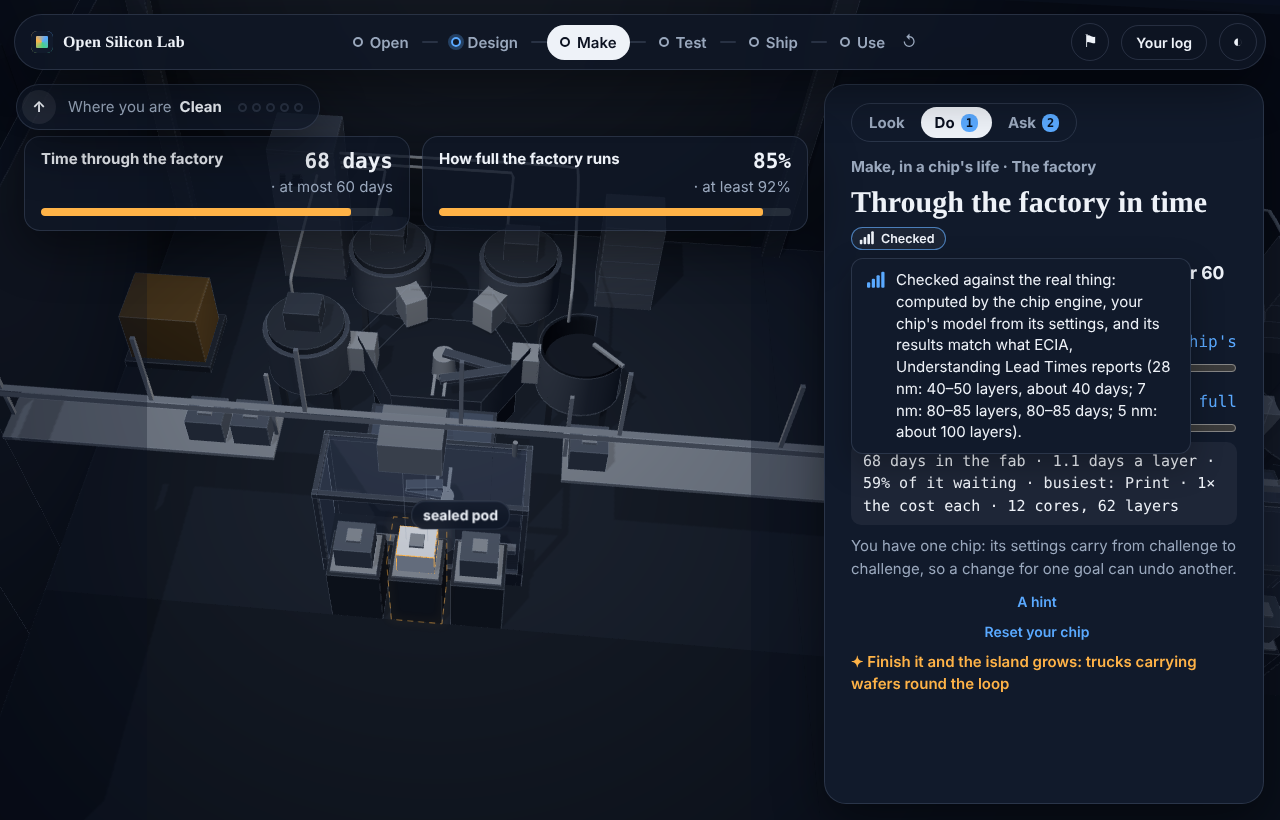 Open Silicon Lab
Open
Design
Make
Test
Ship
Use
Your log
Where you are Clean
Time through the factory
68 days
· at most 60 days
How full the factory runs
85%
· at least 92%
sealed pod
Look
Do 1
Ask 2
Make, in a chip's life · The factory
Through the factory in time
Checked
60
Checked against the real thing:
computed by the chip engine, your
chip's model from its settings, and its
results match what ECIA,
Understanding Lead Times reports (28
nm: 40–50 layers, about 40 days; 7
nm: 80–85 layers, 80–85 days; 5 nm:
about 100 layers).
full
68 days in the fab · 1.1 days a layer ·
59% of it waiting · busiest: Print · 1×
the cost each · 12 cores, 62 layers
You have one chip: its settings carry from challenge to
challenge, so a change for one goal can undo another.
A hint
Reset your chip
✦ Finish it and the island grows: trucks carrying
wafers round the loop